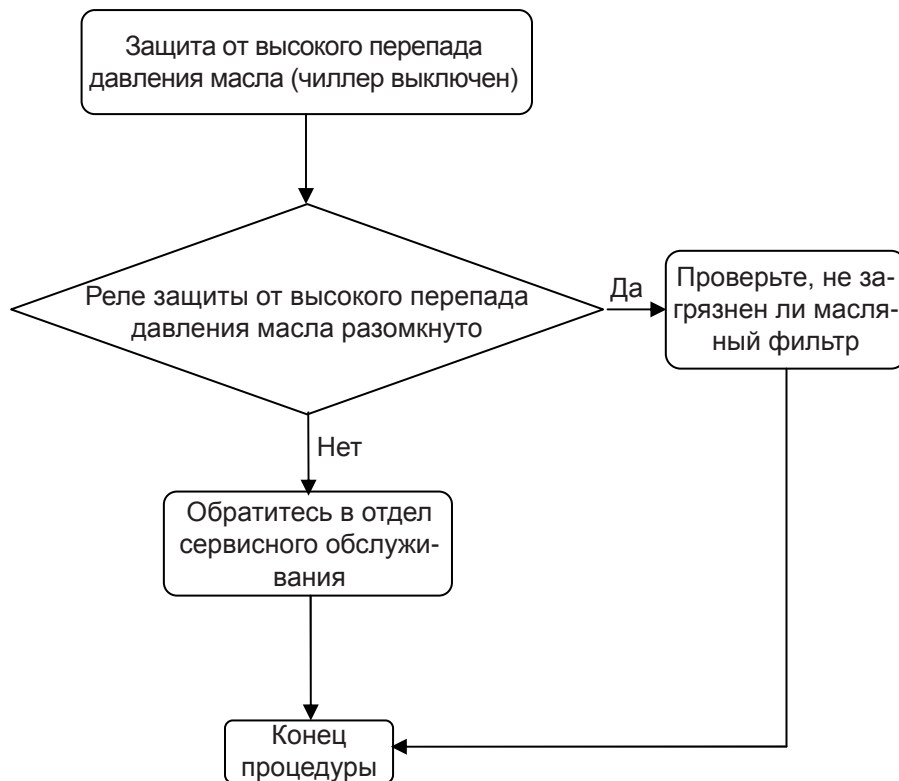 Защита от высокого перепада
давления масла (чиллер выключен)
Реле защиты от высокого перепада
давления масла разомкнуто
Да
Проверьте, не за-
грязнен ли масля-
ный фильтр
Нет
Обратитесь в отдел
сервисного обслужи-
вания
Конец
процедуры